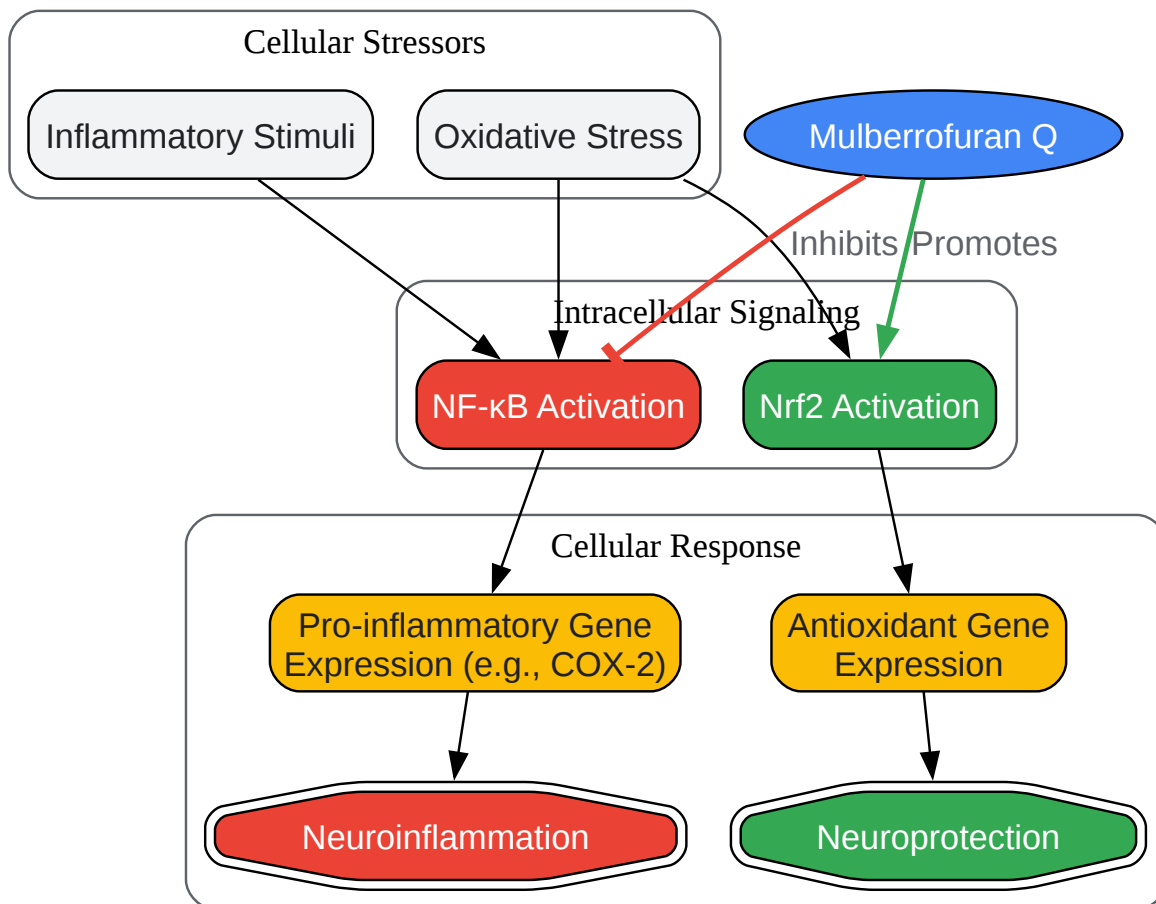 Cellular Stressors
Inflammatory Stimuli
Oxidative Stress
Mulberrofuran Q
Inhibits
Promotes
Intracellular Signaling
NF-κB Activation
Nrf2 Activation
Cellular Response
Pro-inflammatory Gene
Expression (e.g., COX-2)
Antioxidant Gene
Expression
Neuroinflammation
Neuroprotection